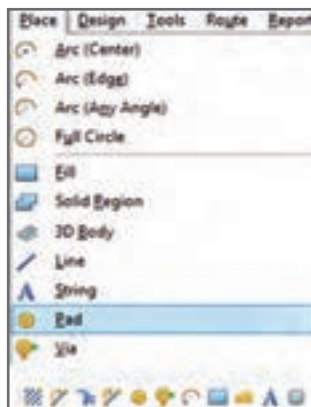 Place Design Tools Route Report
Arc (Center)
Arc (Edge)
Arc (Any Angle)
Full Circle
Fill
Solid Region
3D Body
Line
String
Pad
Via